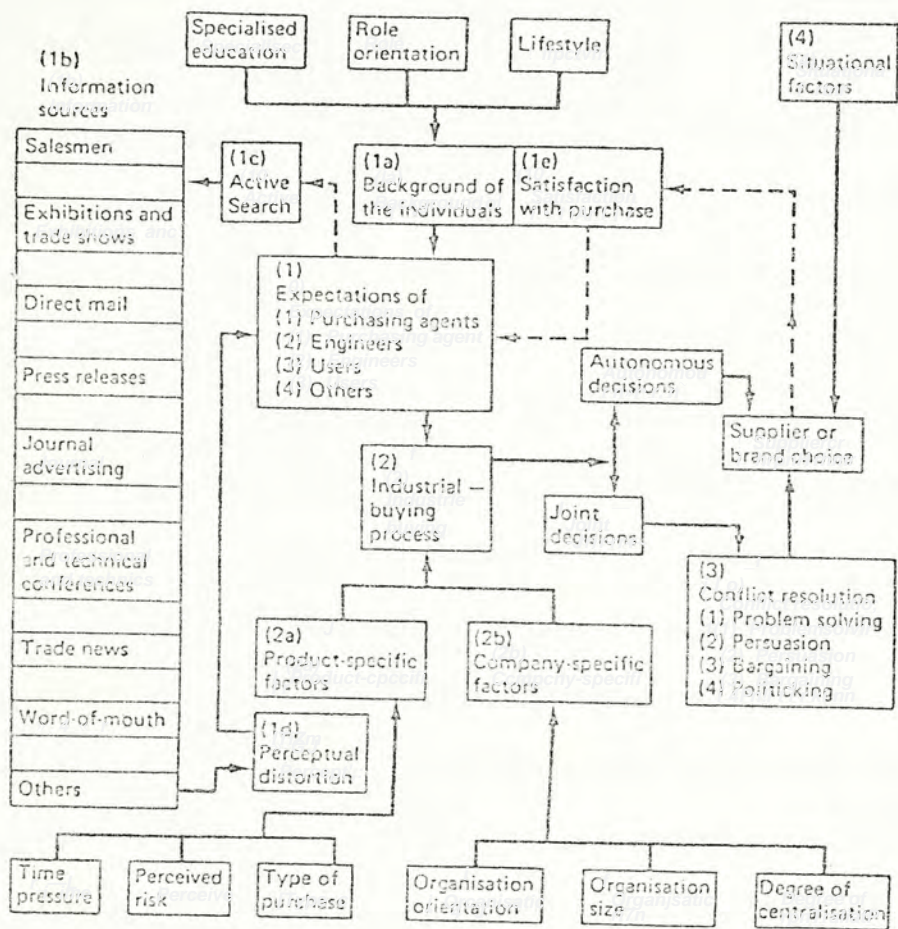 Specialised
education
Role
orientation
Lifestyle
(4)
Situational
factors
(1b)
Information
sources
Salesmen
Exhibitions and
trade shows
Direct mail
Press releases
Journal
advertising
Professional
and technical
conferences
Trade news
Word-of-mouth
Others
(1c)
Active
Search
(1a)
Background of
the individuals
(1e)
Satisfaction
with purchase
(1)
Expectations of
(1) Purchasing agents
(2) Engineers
(3) Users
(4) Others
Autonomous
decisions
Supplier or
brand choice
(2)
Industrial –
buying
process
Joint
decisions
(3)
Conflict resolution
(1) Problem solving
(2) Persuasion
(3) Bargaining
(4) Politicking
(2a)
Product-specific
factors
(2b)
Company-specific
factors
(1d)
Perceptual
distortion
Time
pressure
Perceived
risk
Type of
purchase
Organisation
orientation
Organisation
size
Degree of
centralisation